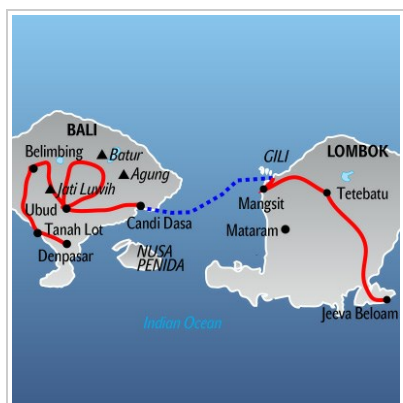 BALI
Batur
Belimbing
Agung
Jati Luwih
Ubud
Tanah Lot
Denpasar
Candi Dasa
NUSA
PENIDA
GILI
LOMBOK
Mangsit
Tetebatu
Mataram
Jeeva Beloam
Indian Ocean